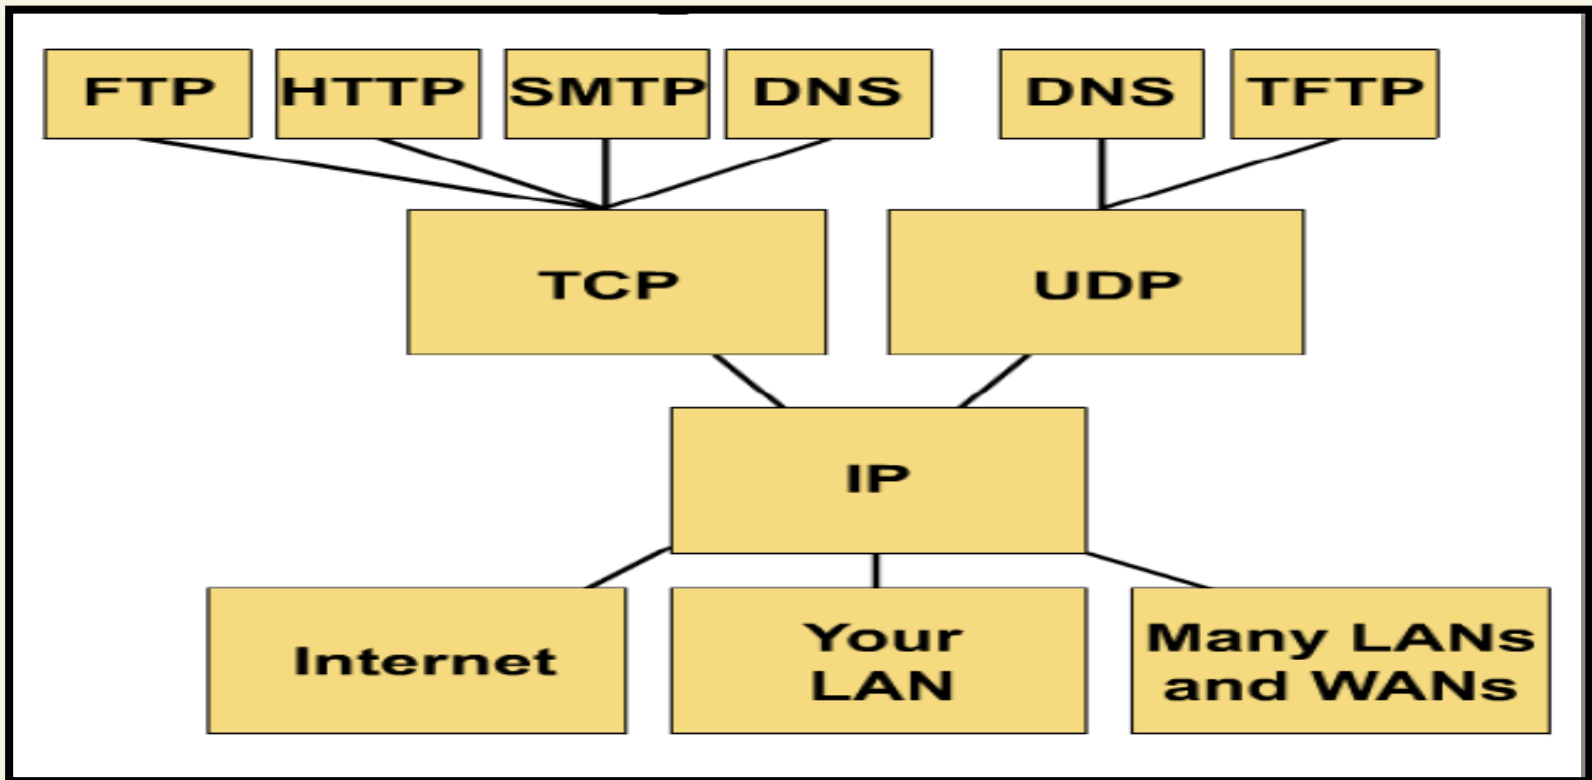 FTP
HTTP
SMTP
DNS
DNS
TFTP
TCP
UDP
IP
Internet
Your
LAN
Many LANs
and WANs